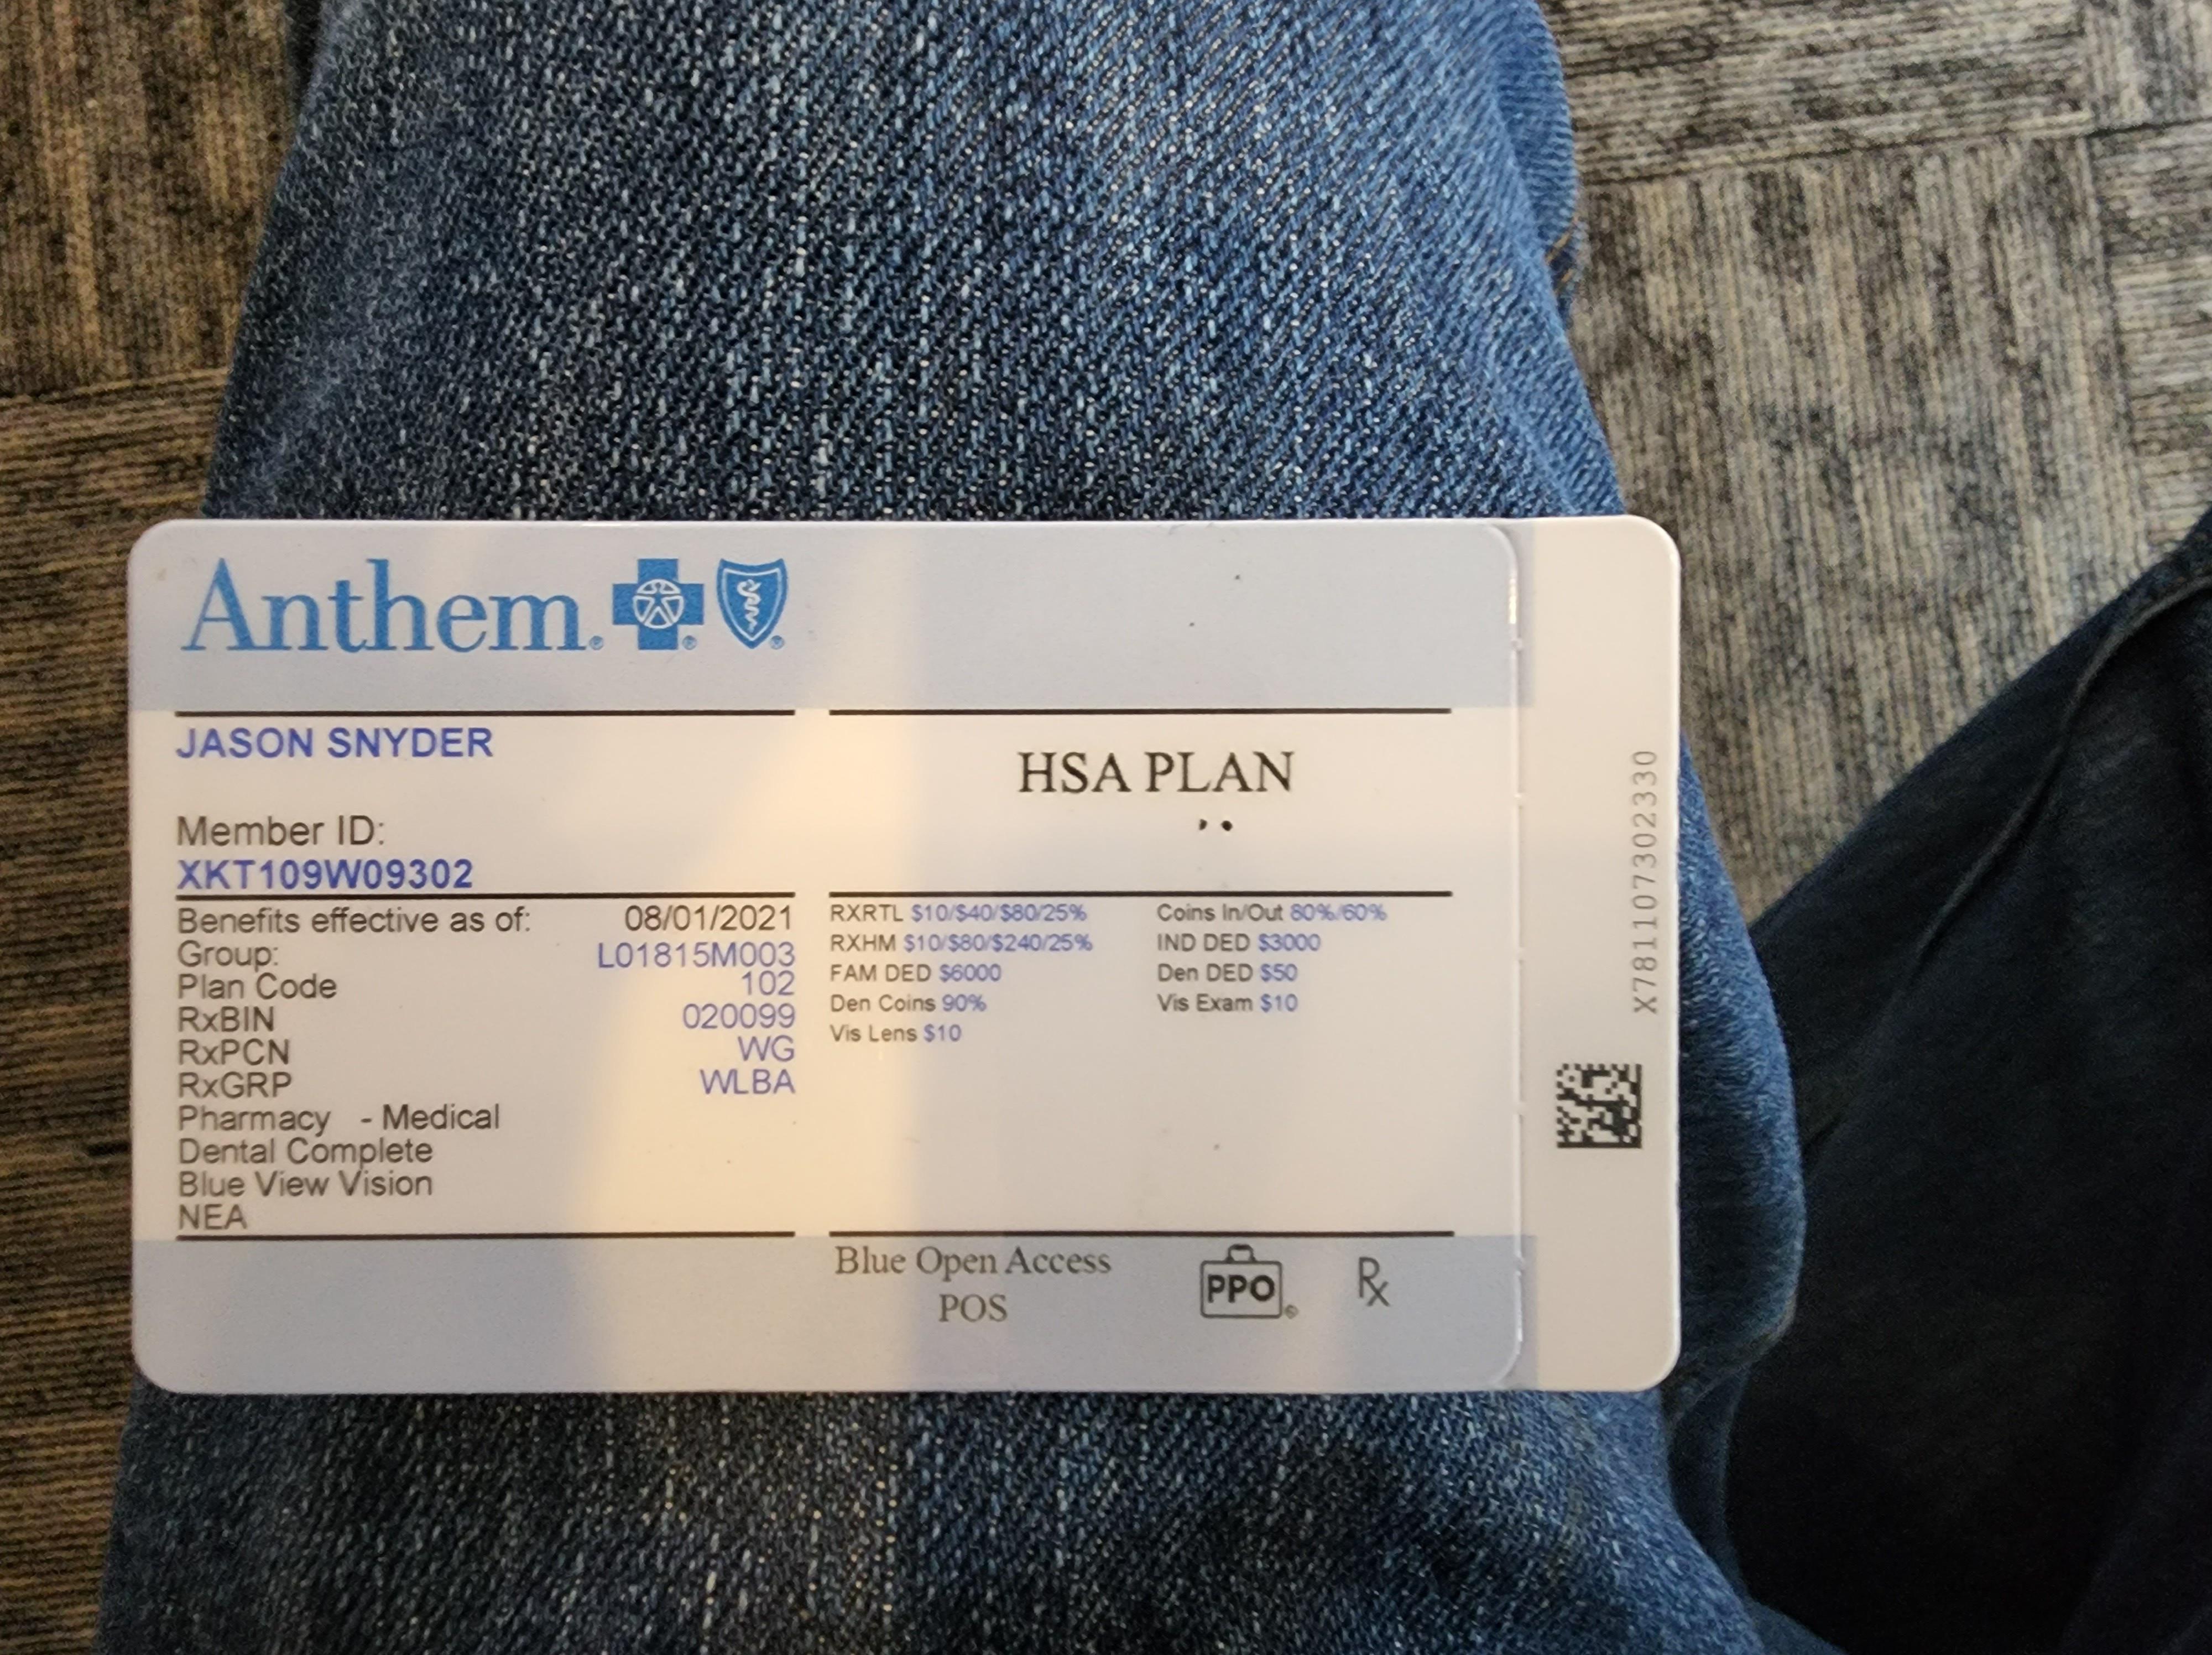 Anthem
JASON SNYDER
Member ID:
XKT109W09302
Benefits effective as of: 08/01/2021
Group: L01815M003
Plan Code 102
RxBIN 020099
RxPCN WG
RxGRP WLBA
Pharmacy - Medical
Dental Complete
Blue View Vision
NEA
HSA PLAN
RXRTL $10/$40/$80/25% Coins In/Out 80%/60%
RXHM $10/$80/$240/25% IND DED $3000
FAM DED $6000 Den DED $50
Den Coins 90% Vis Exam $10
Vis Lens $10
Blue Open Access
POS
PPO
Rx
X78110730​2330